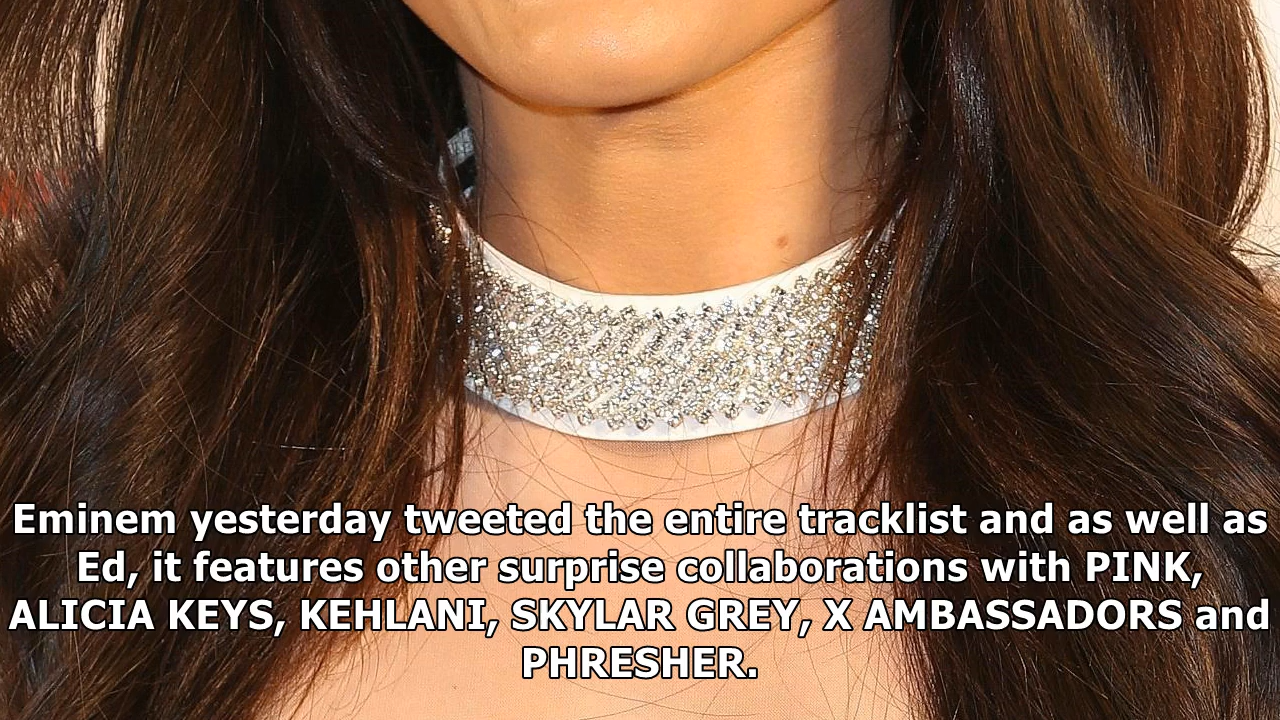 Eminem yesterday tweeted the entire tracklist and as well as
Ed, it features other surprise collaborations with PINK,
ALICIA KEYS, KEHLANI, SKYLAR GREY, X AMBASSADORS and
PHRESHER.